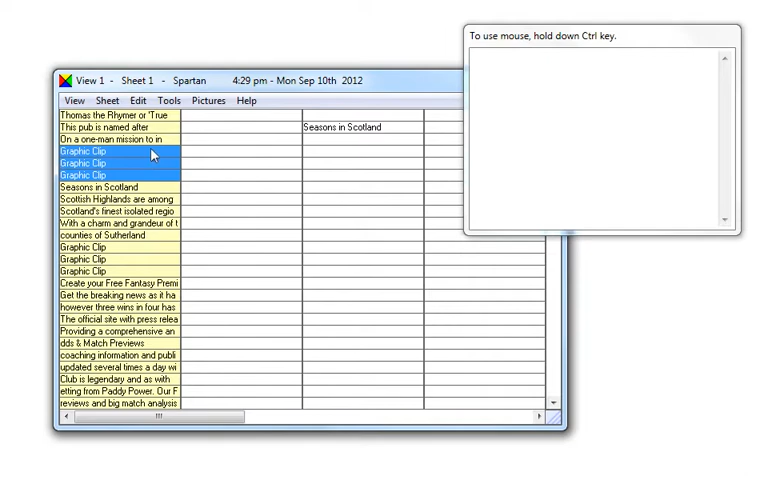 To use mouse, hold down Ctrl key.
View 1 - Sheet 1 - Spartan 4:29 pm - Mon Sep 10th 2012
View Sheet Edit Tools Pictures Help
Thomas the Rhymer or 'True
This pub is named after
Seasons in Scotland
On a one-man mission to in
Graphic Clip
Graphic Clip
Graphic Clip
Seasons in Scotland
Scottish Highlands are among
Scotland's finest isolated regio
With a charm and grandeur of t
counties of Sutherland
Graphic Clip
Graphic Clip
Graphic Clip
Create your Free Fantasy Premi
Get the breaking news as it ha
however three wins in four has
The official site with press relea
Providing a comprehensive an
dds & Match Previews
coaching information and publi
updated several times a day wi
Club is legendary and as with
etting from Paddy Power. Our F
reviews and big match analysis